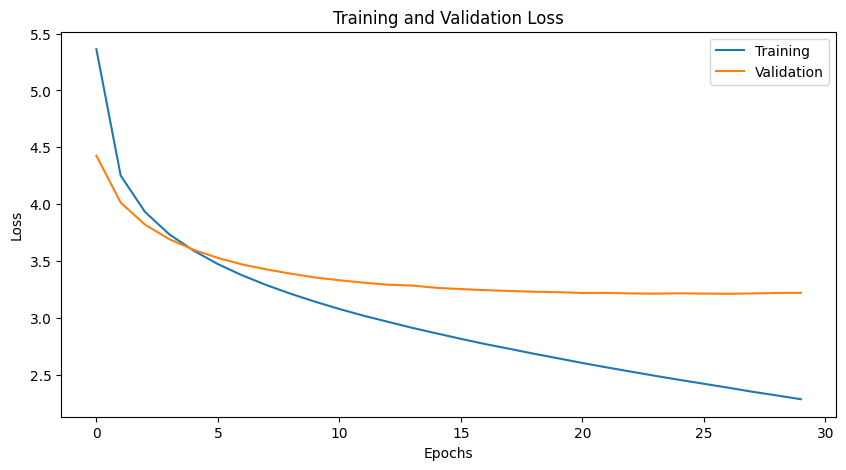 Training and Validation Loss
5.5
5.0
4.5
4.0
3.5
3.0
2.5
Loss
Training
Validation
0 5 10 15 20 25 30
Epochs